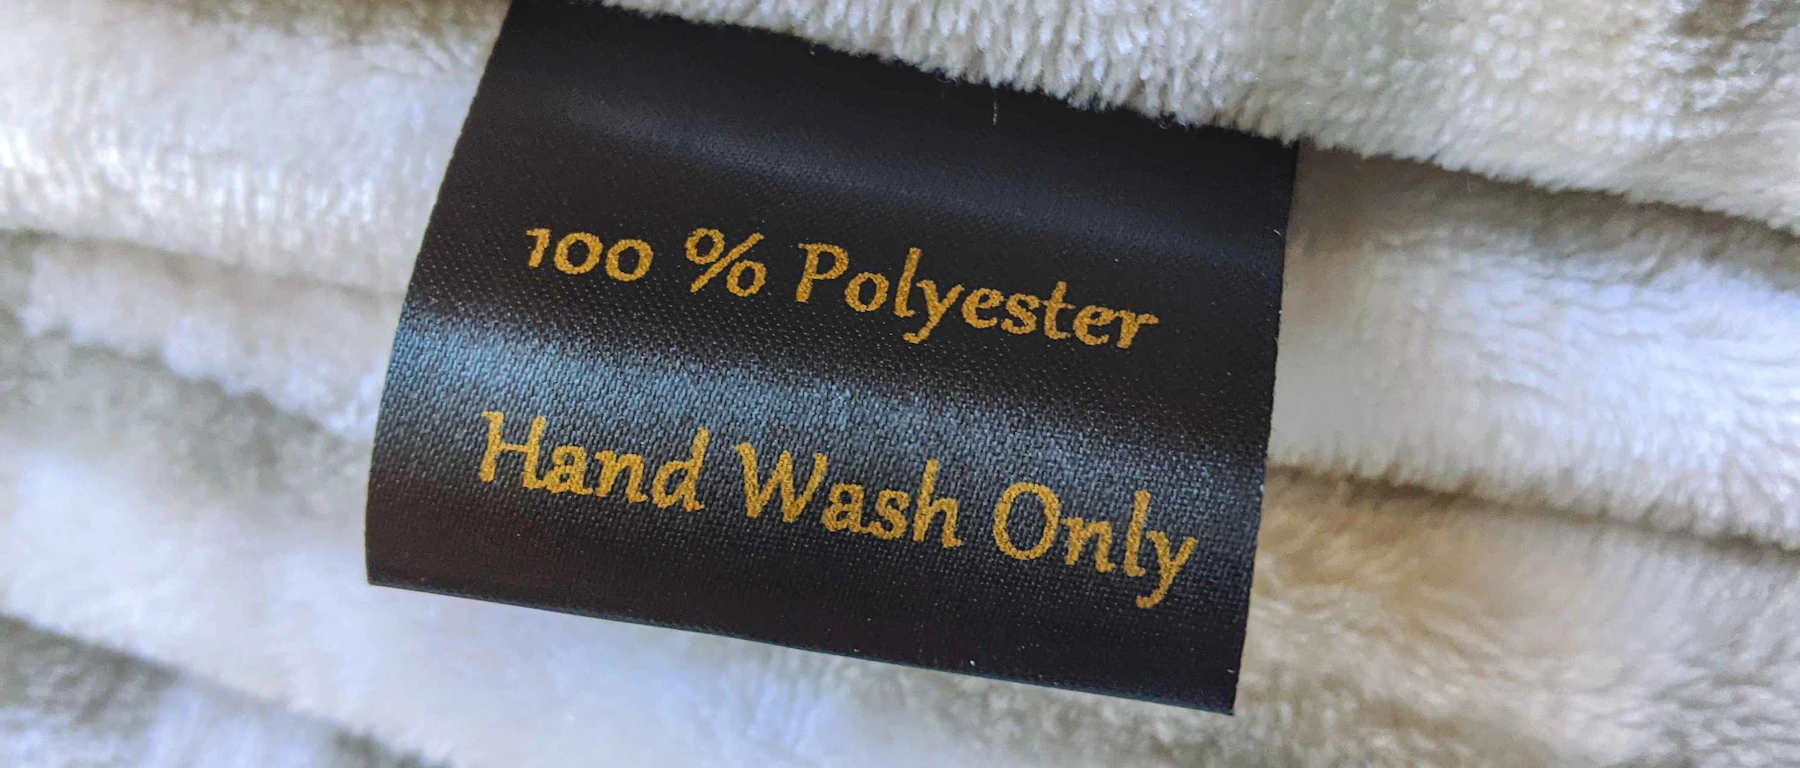 100 % Polyester
Hand Wash Only